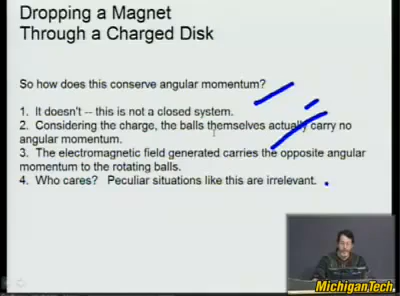 Dropping a Magnet
Through a Charged Disk
So how does this conserve angular momentum?
1. It doesn't -- this is not a closed system.
2. Considering the charge, the balls themselves actually carry no
angular momentum.
3. The electromagnetic field generated carries the opposite angular
momentum to the rotating balls.
4. Who cares? Peculiar situations like this are irrelevant.
MichiganTech